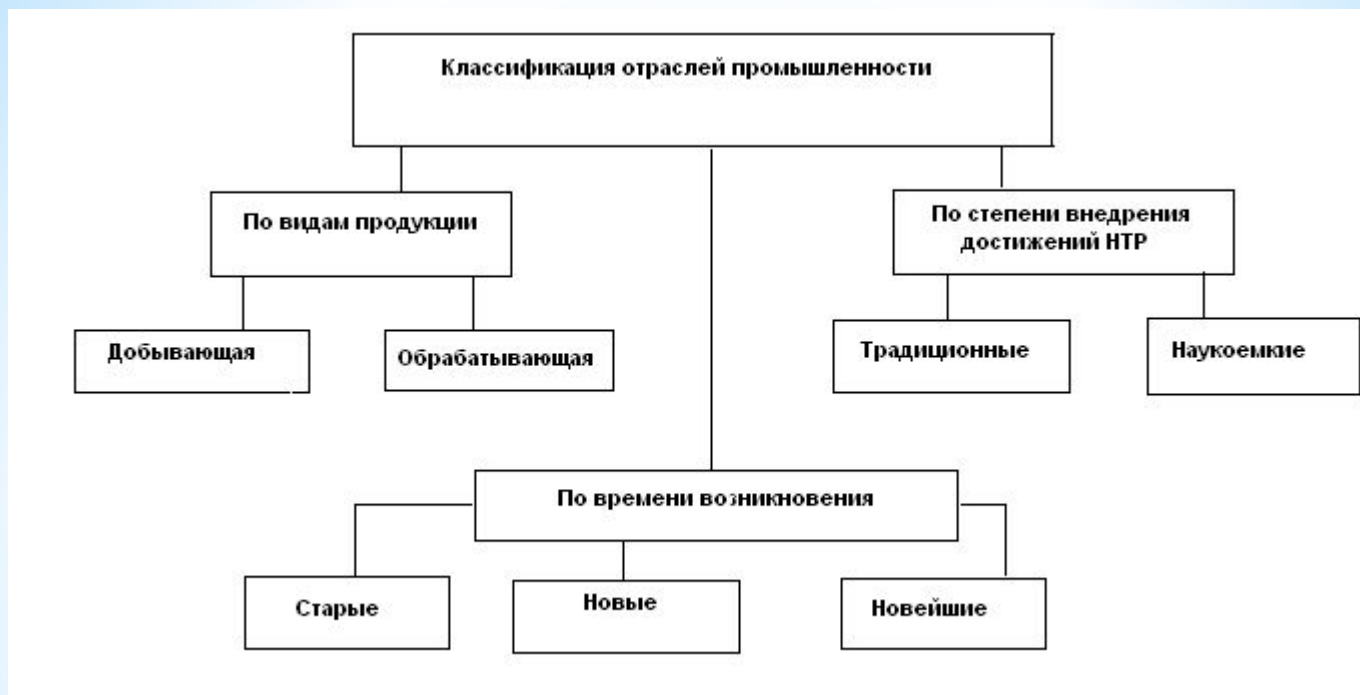 Классификация отраслей промышленности
По видам продукции
По степени внедрения
достижений НТР
Добывающая
Обрабатывающая
Традиционные
Наукоемкие
По времени возникновения
Старые
Новые
Новейшие